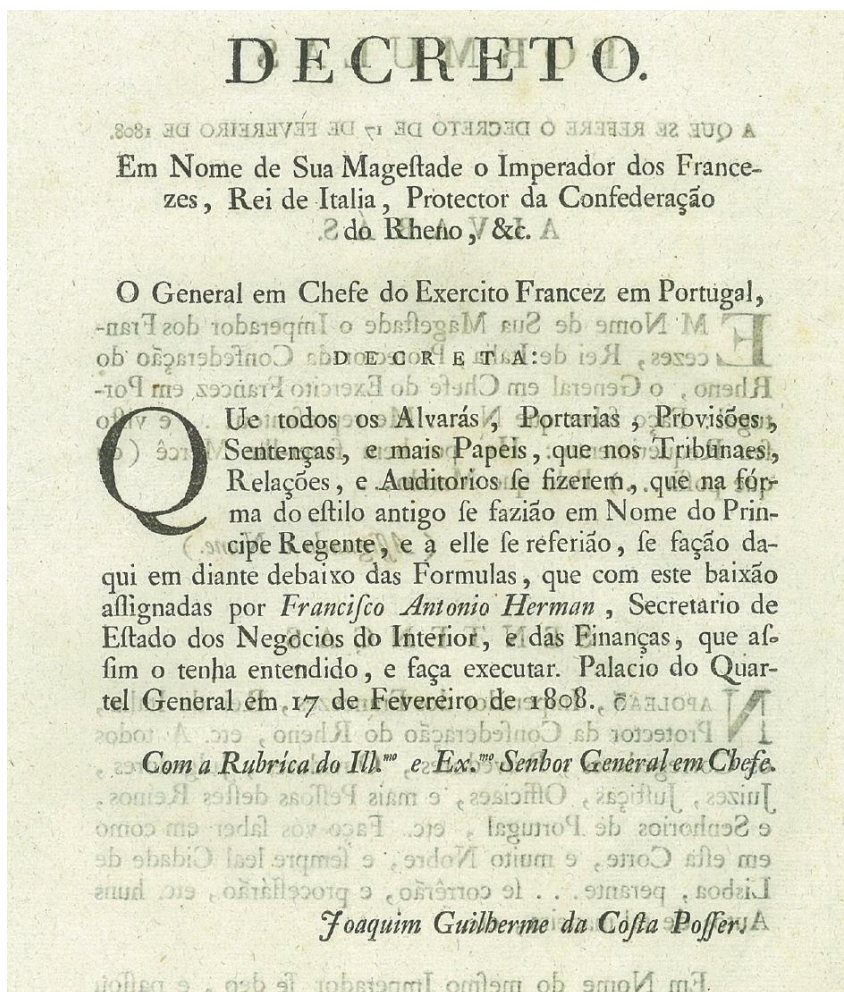 DECRETO.
Em Nome de Sua Mageſtade o Imperador dos France-
zes, Rei de Italia, Protector da Confederação
do Rheno, &c.
O General em Chefe do Exercito Francez em Portugal,
DECRETA:
QUe todos os Alvarás, Portarias, Provisões,
Sentenças, e mais Papeis, que nos Tribunaes,
Relações, e Auditorios ſe fizerem, que na fór-
ma do eſtilo antigo ſe fazião em Nome do Prin-
cipe Regente, e a elle ſe referião, ſe fação da-
qui em diante debaixo das Formulas, que com este baixão
aſſignadas por Franciſco Antonio Herman, Secretario de
Eſtado dos Negocios do Interior, e das Finanças, que aſ-
ſim o tenha entendido, e faça executar. Palacio do Quar-
tel General em 17 de Fevereiro de 1808.
Com a Rubríca do Ill.mo e Ex.mo Senhor General em Chefe.
Joaquim Guilherme da Coſta Poſſer.